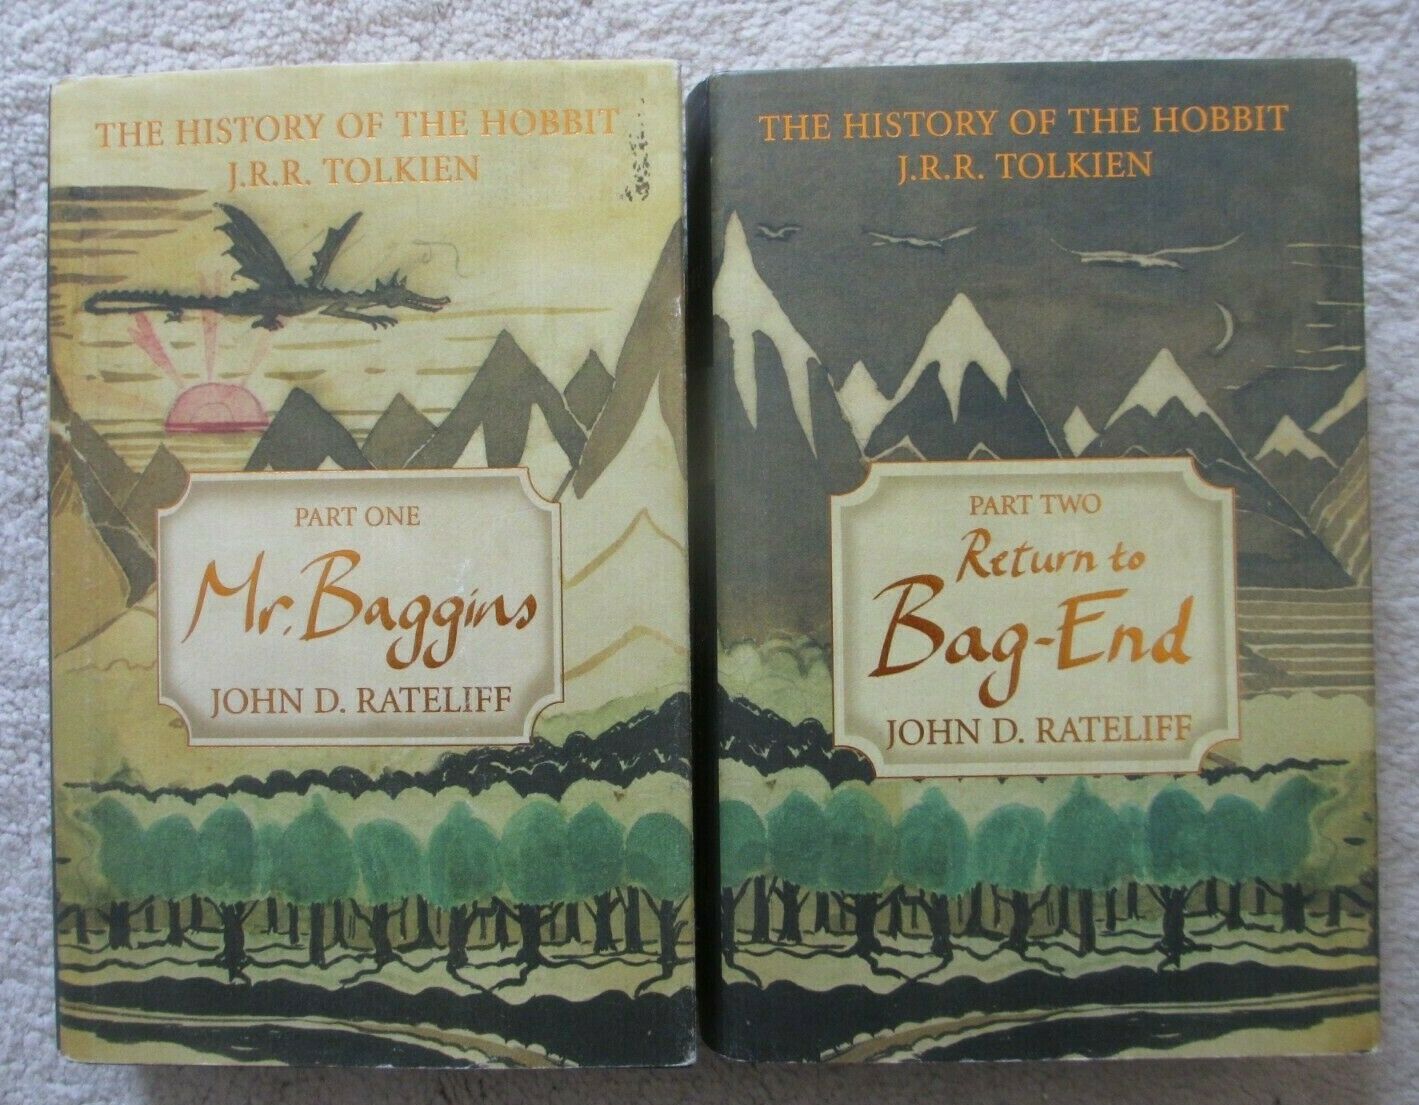 THE HISTORY OF THE HOBBIT
J.R.R. TOLKIEN
PART ONE
Mr. Baggins
JOHN D. RATELIFF
THE HISTORY OF THE HOBBIT
J.R.R. TOLKIEN
PART TWO
Return to
Bag-End
JOHN D. RATELIFF